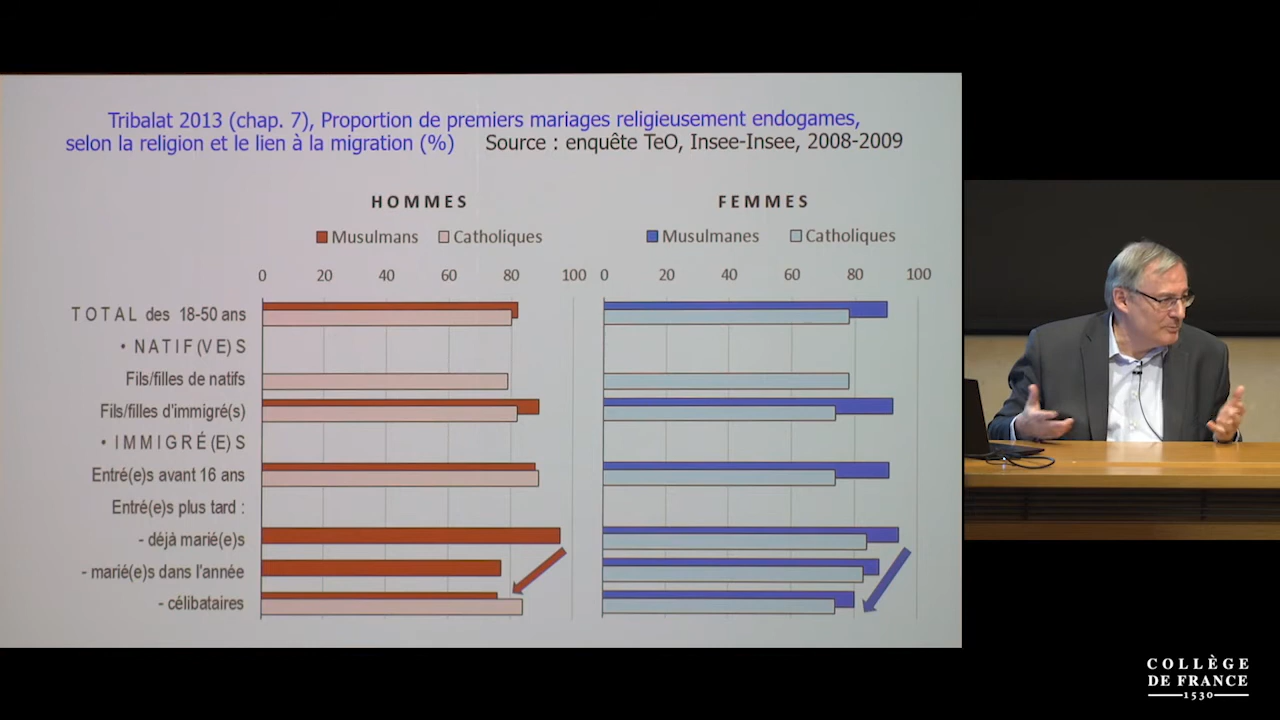 Tribalat 2013 (chap. 7), Proportion de premiers mariages religieusement endogames,
selon la religion et le lien à la migration (%) Source : enquête TeO, Insee-Insee, 2008-2009
HOMMES
Musulmans Catholiques
0 20 40 60 80 100
FEMMES
Musulmanes Catholiques
0 20 40 60 80 100
TOTAL des 18-50 ans
• NATIF(VE)S
Fils/filles de natifs
Fils/filles d'immigré(s)
• IMMIGRÉ(E)S
Entré(e)s avant 16 ans
Entré(e)s plus tard :
- déjà marié(e)s
- marié(e)s dans l'année
- célibataires
COLLÈGE
DE FRANCE
1530